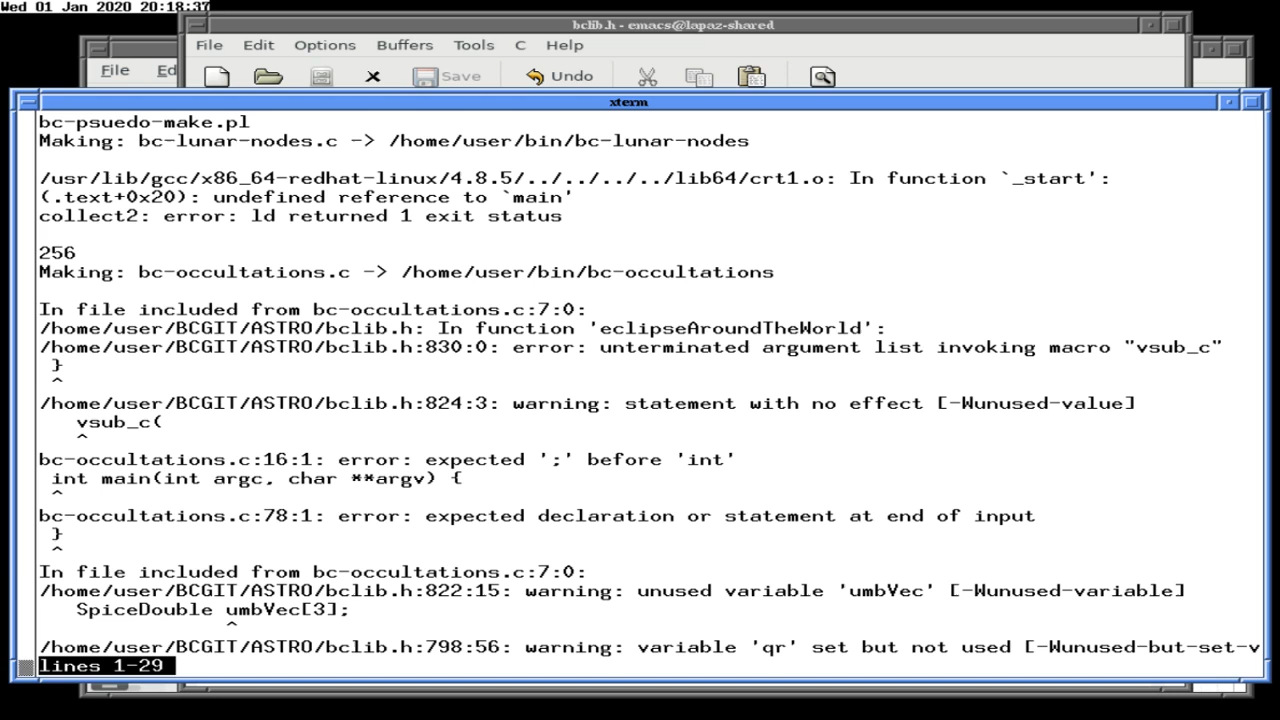 Wed 01 Jan 2020 20:18:37
bclib.h - emacs@lapaz-shared
File Edit Options Buffers Tools C Help
File Ed
Save Undo
xterm
bc-psuedo-make.pl
Making: bc-lunar-nodes.c -> /home/user/bin/bc-lunar-nodes
/usr/lib/gcc/x86_64-redhat-linux/4.8.5/../../../../lib64/crt1.o: In function `_start':
(.text+0x20): undefined reference to `main'
collect2: error: ld returned 1 exit status
256
Making: bc-occultations.c -> /home/user/bin/bc-occultations
In file included from bc-occultations.c:7:0:
/home/user/BCGIT/ASTRO/bclib.h: In function 'eclipseAroundTheWorld':
/home/user/BCGIT/ASTRO/bclib.h:830:0: error: unterminated argument list invoking macro "vsub_c"
}
^
/home/user/BCGIT/ASTRO/bclib.h:824:3: warning: statement with no effect [-Wunused-value]
vsub_c(
^
bc-occultations.c:16:1: error: expected ';' before 'int'
int main(int argc, char **argv) {
^
bc-occultations.c:78:1: error: expected declaration or statement at end of input
}
^
In file included from bc-occultations.c:7:0:
/home/user/BCGIT/ASTRO/bclib.h:822:15: warning: unused variable 'umbVec' [-Wunused-variable]
SpiceDouble umbVec[3];
^
/home/user/BCGIT/ASTRO/bclib.h:798:56: warning: variable 'qr' set but not used [-Wunused-but-set-v
lines 1-29